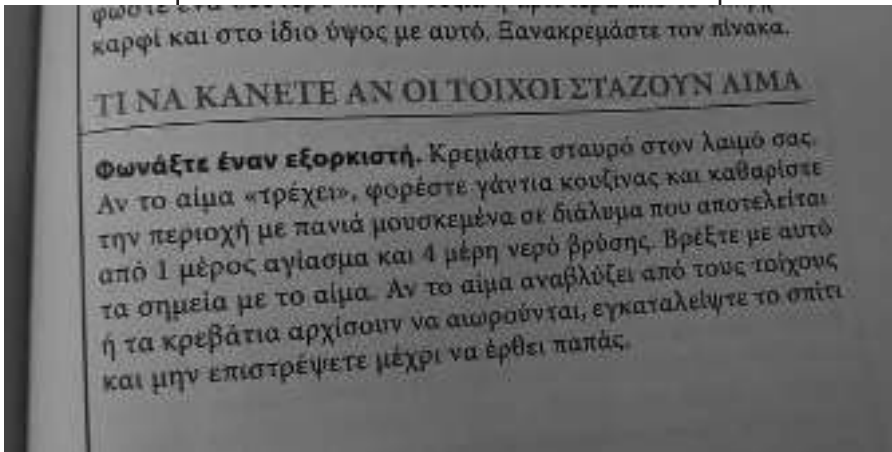 καρφί και στο ίδιο ύψος με αυτό. Ξανακρεμάστε τον πίνακα.
ΤΙ ΝΑ ΚΑΝΕΤΕ ΑΝ ΟΙ ΤΟΙΧΟΙ ΣΤΑΖΟΥΝ ΑΙΜΑ
Φωνάξτε έναν εξορκιστή. Κρεμάστε σταυρό στον λαιμό σας.
Αν το αίμα «τρέχει», φορέστε γάντια κουζίνας και καθαρίστε
την περιοχή με πανιά μουσκεμένα σε διάλυμα που αποτελείται
από 1 μέρος αγίασμα και 4 μέρη νερό βρύσης. Βρέξτε με αυτό
τα σημεία με το αίμα. Αν το αίμα αναβλύζει από τους τοίχους
ή τα κρεβάτια αρχίσουν να αιωρούνται, εγκαταλείψτε το σπίτι
και μην επιστρέψετε μέχρι να έρθει παπάς.